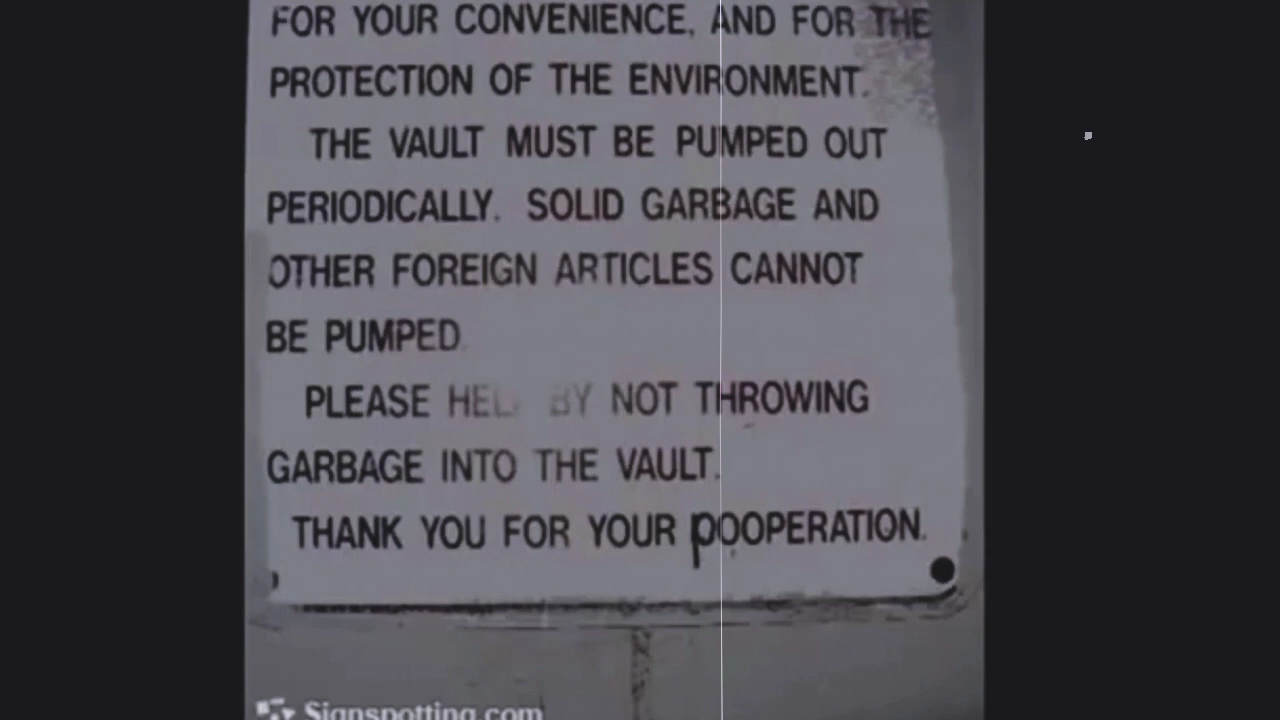 FOR YOUR CONVENIENCE, AND FOR THE
PROTECTION OF THE ENVIRONMENT.
THE VAULT MUST BE PUMPED OUT
PERIODICALLY. SOLID GARBAGE AND
OTHER FOREIGN ARTICLES CANNOT
BE PUMPED.
PLEASE HEL BY NOT THROWING
GARBAGE INTO THE VAULT.
THANK YOU FOR YOUR pOOPERATION.
Signspotting.com